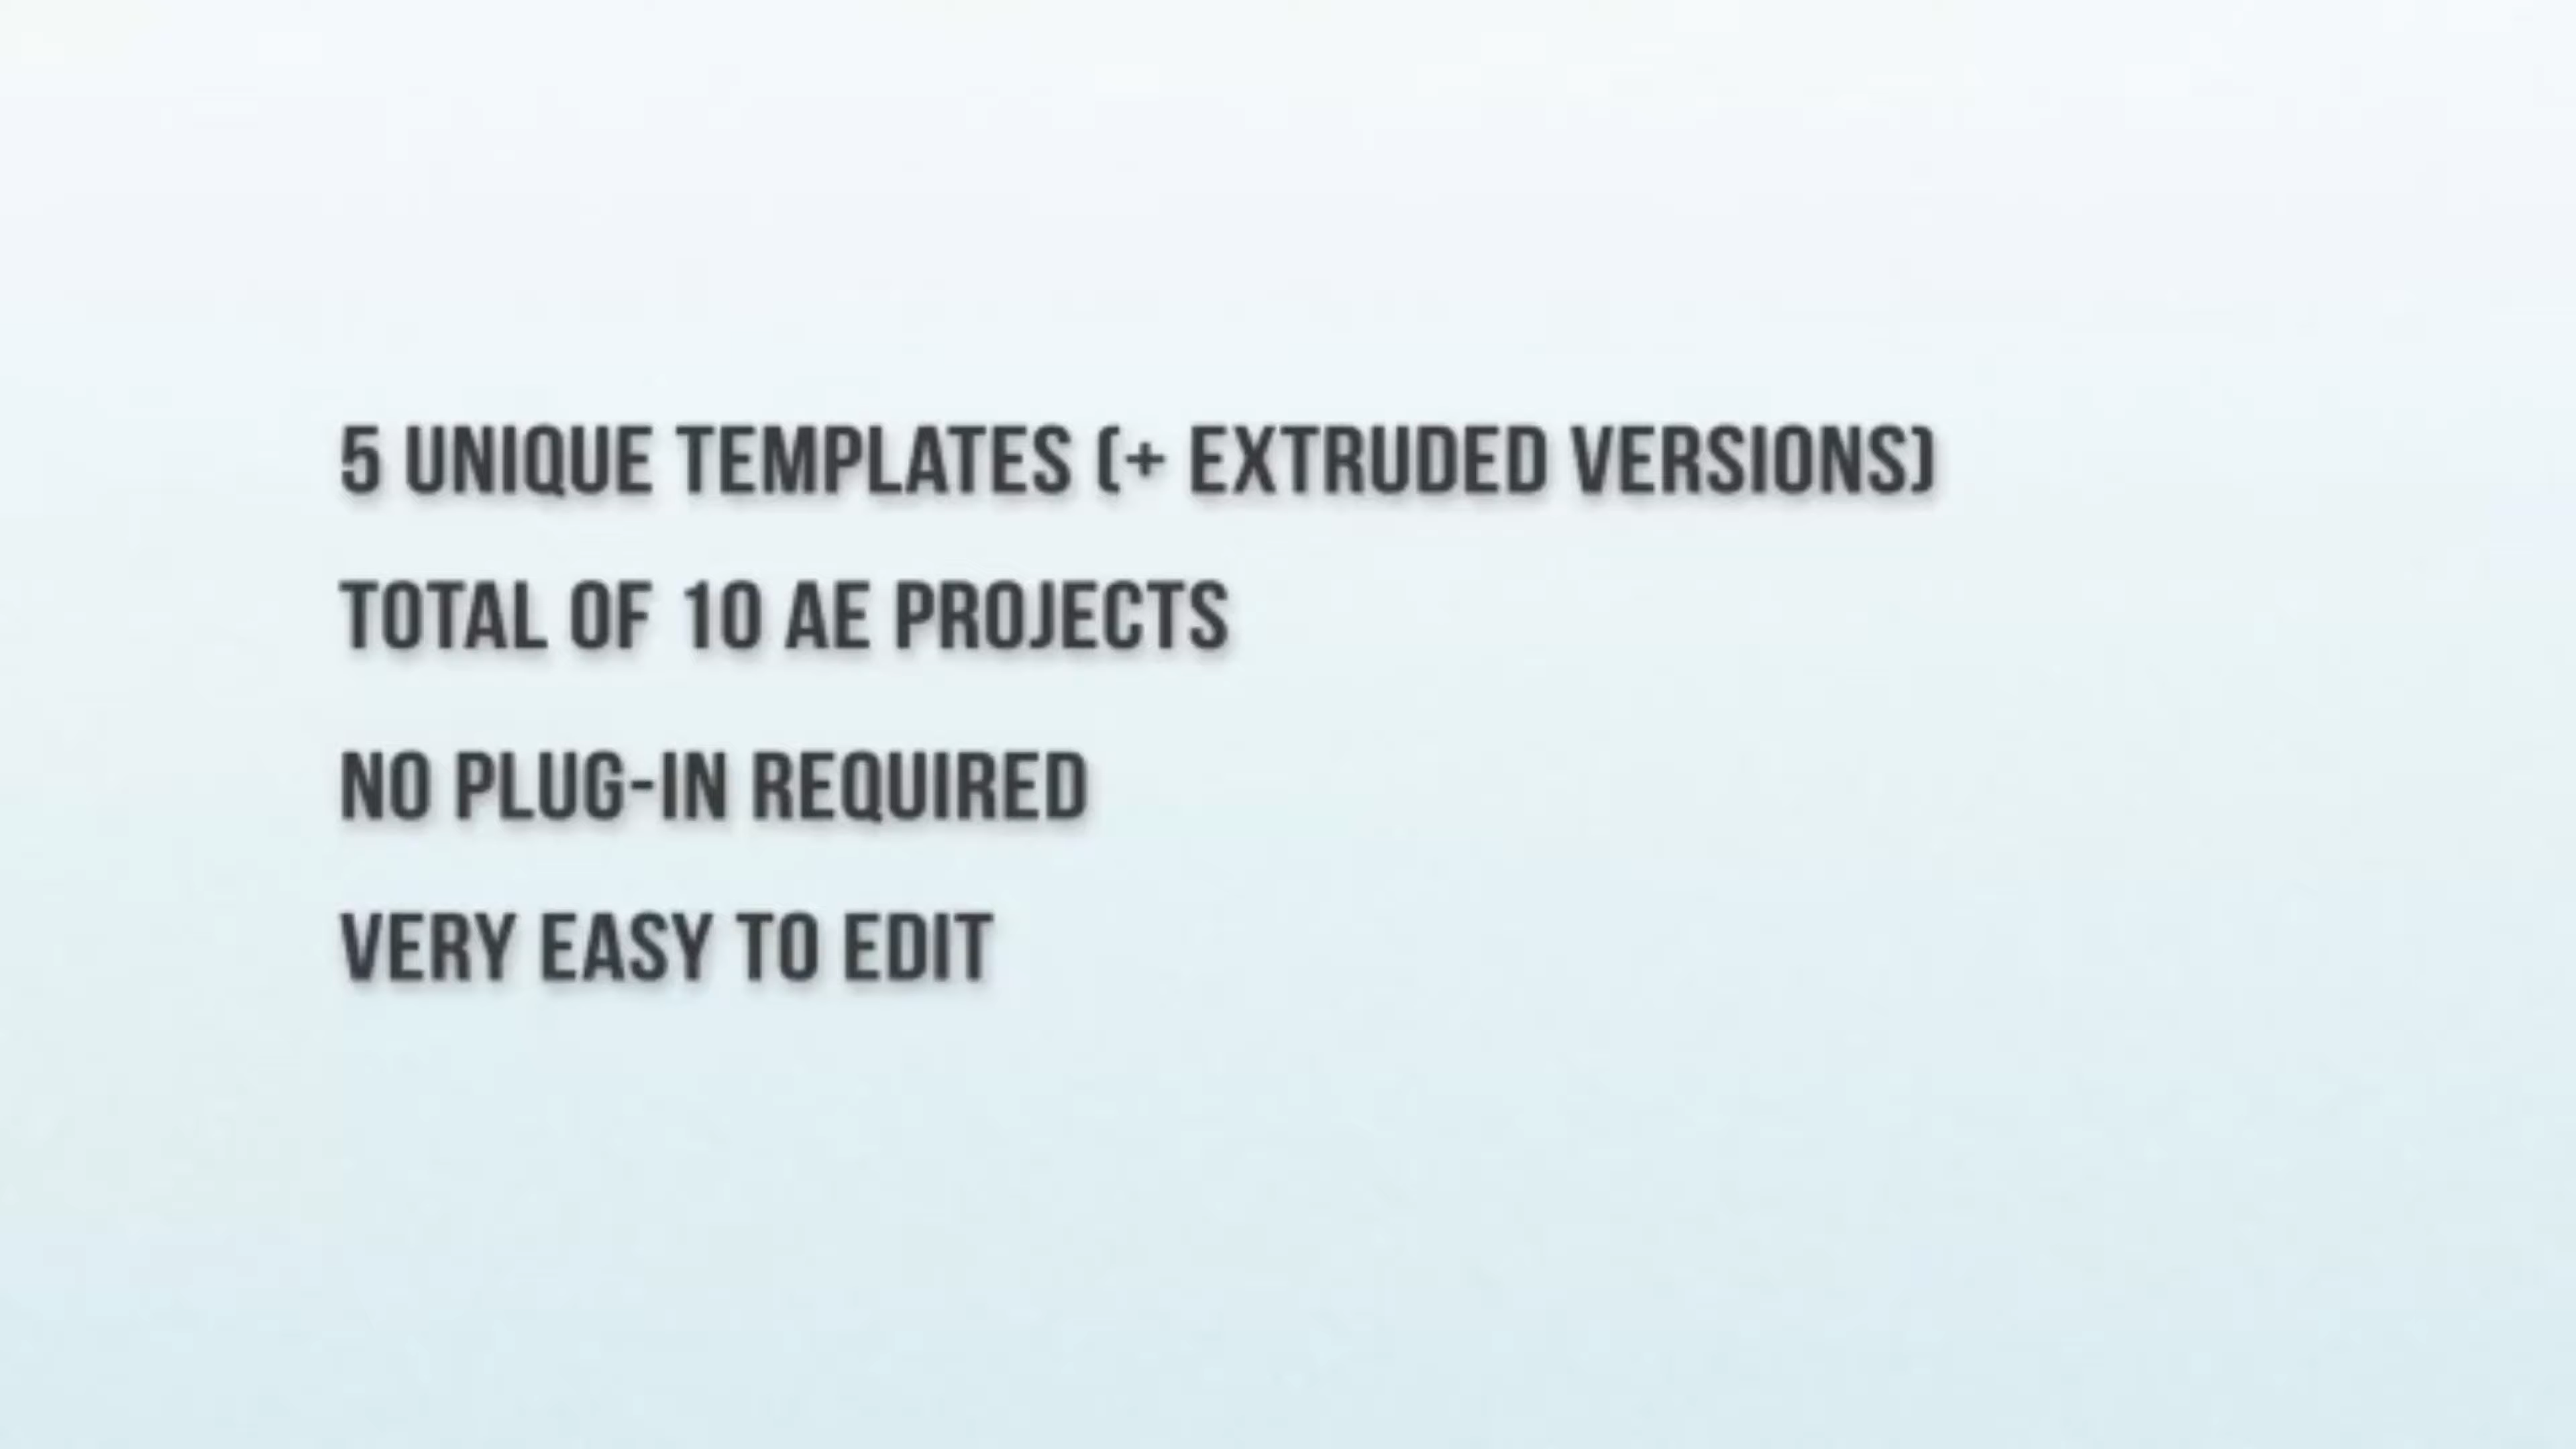 5 UNIQUE TEMPLATES (+ EXTRUDED VERSIONS)
TOTAL OF 10 AE PROJECTS
NO PLUG-IN REQUIRED
VERY EASY TO EDIT